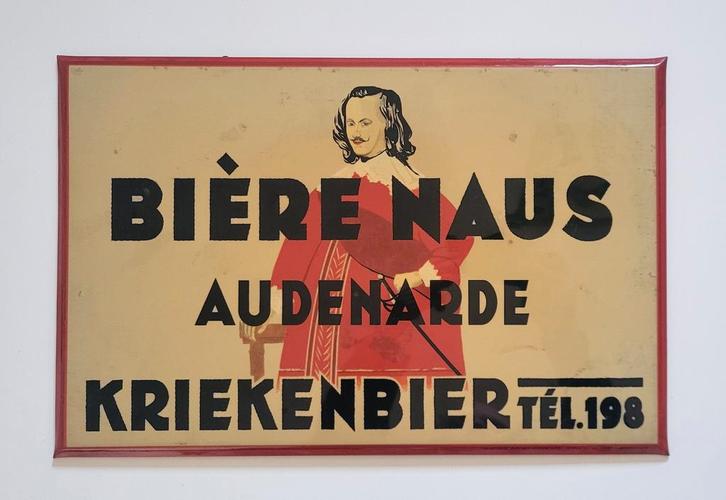 BIÈRE NAUS
AUDENARDE
KRIEKENBIER TÉL.198